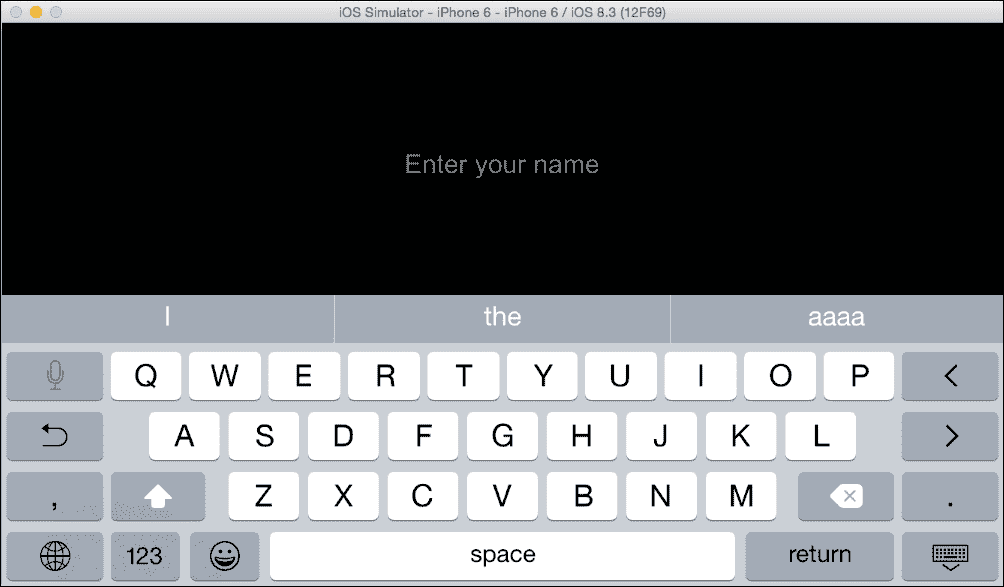 iOS Simulator - iPhone 6 - iPhone 6 / iOS 8.3 (12F69)
Enter your name
I the aaaa
Q W E R T Y U I O P <
A S D F G H J K L >
, Z X C V B N M .
123 space return